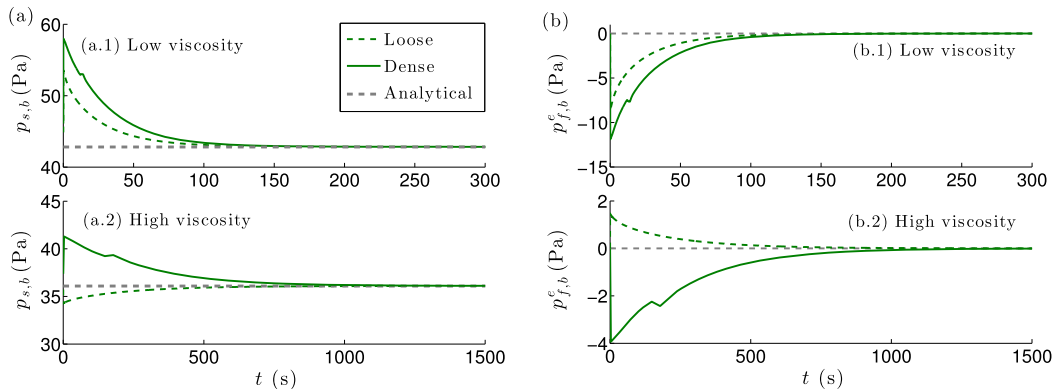 (a)
60
50
40
p_{s,b} (Pa)
(a.1) Low viscosity
Loose
Dense
Analytical
0 50 100 150 200 250 300
45
40
35
30
p_{s,b} (Pa)
(a.2) High viscosity
0 500 1000 1500
t (s)
(b)
0
−5
−10
−15
p^e_{f,b} (Pa)
(b.1) Low viscosity
0 50 100 150 200 250 300
2
0
−2
−4
p^e_{f,b} (Pa)
(b.2) High viscosity
0 500 1000 1500
t (s)